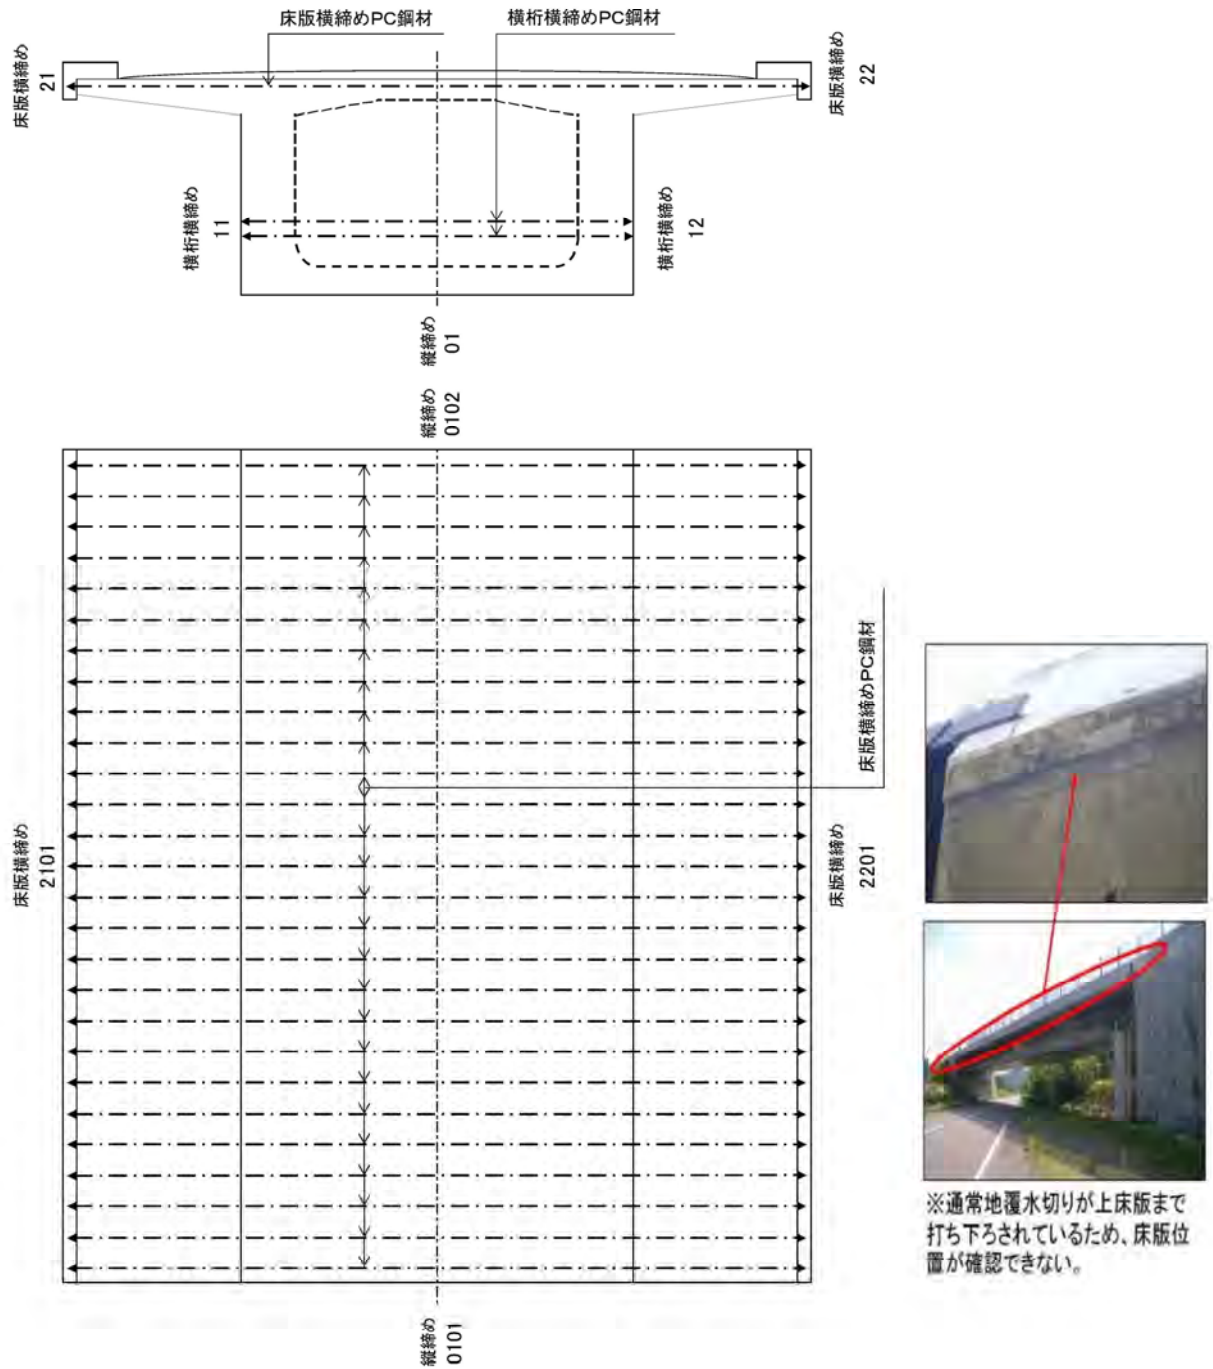 床版横締めPC鋼材
横桁横締めPC鋼材
床版横締め
21
床版横締め
22
横桁横締め
11
横桁横締め
12
縦締め
01
縦締め
0102
床版横締めPC鋼材
床版横締め
2101
床版横締め
2201
※通常地覆水切りが上床版まで
打ち下ろされているため、床版位
置が確認できない。
縦締め
0101